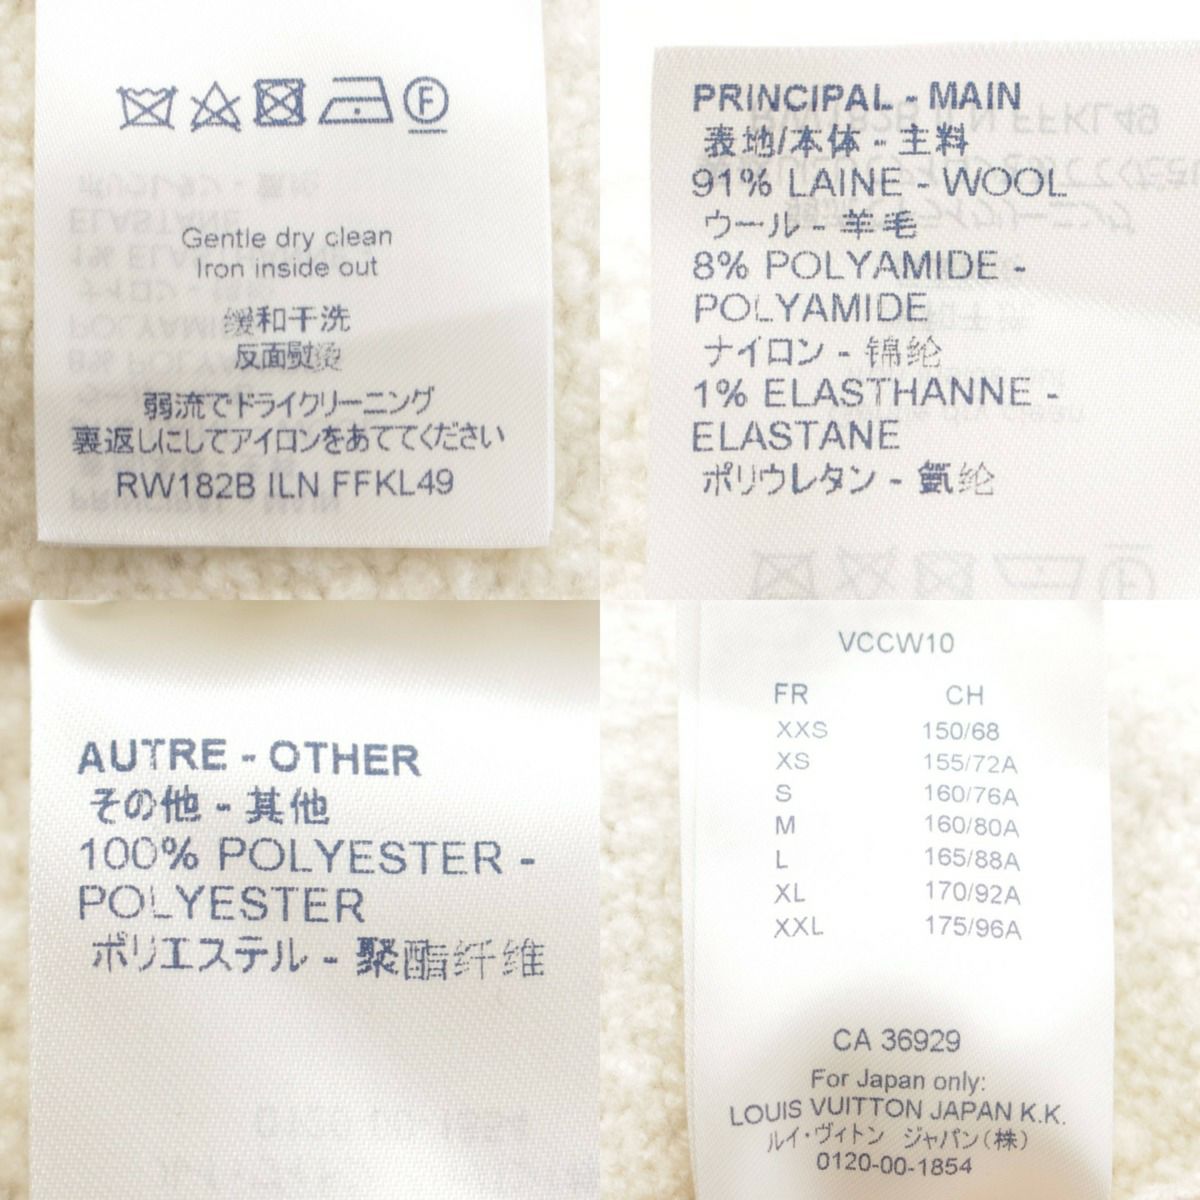 F
Gentle dry clean
Iron inside out
缓和干洗
反面熨烫
弱流でドライクリーニング
裏返しにしてアイロンをあててください
RW182B ILN FFKL49
PRINCIPAL - MAIN
表地/本体 - 主料
91% LAINE - WOOL
ウール - 羊毛
8% POLYAMIDE -
POLYAMIDE
ナイロン - 锦纶
1% ELASTHANNE -
ELASTANE
ポリウレタン - 氨纶
AUTRE - OTHER
その他 - 其他
100% POLYESTER -
POLYESTER
ポリエステル - 聚酯纤维
VCCW10
FR CH
XXS 150/68
XS 155/72A
S 160/76A
M 160/80A
L 165/88A
XL 170/92A
XXL 175/96A
CA 36929
For Japan only:
LOUIS VUITTON JAPAN K.K.
ルイ・ヴィトン ジャパン(株)
0120-00-1854